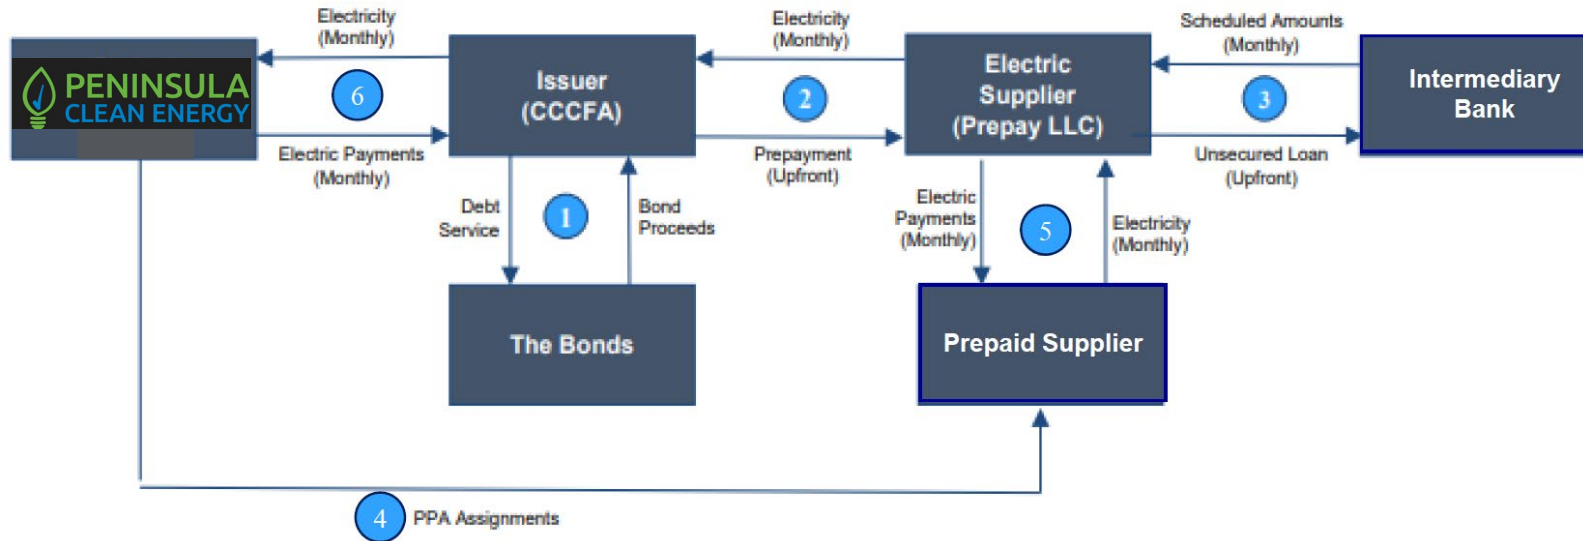 Electricity
(Monthly)
Electricity
(Monthly)
Scheduled Amounts
(Monthly)
PENINSULA
CLEAN ENERGY
6
Issuer
(CCCFA)
2
Electric
Supplier
(Prepay LLC)
3
Intermediary
Bank
Electric Payments
(Monthly)
Prepayment
(Upfront)
Unsecured Loan
(Upfront)
Debt
Service
1
Bond
Proceeds
Electric
Payments
(Monthly)
5
Electricity
(Monthly)
The Bonds
Prepaid Supplier
4
PPA Assignments